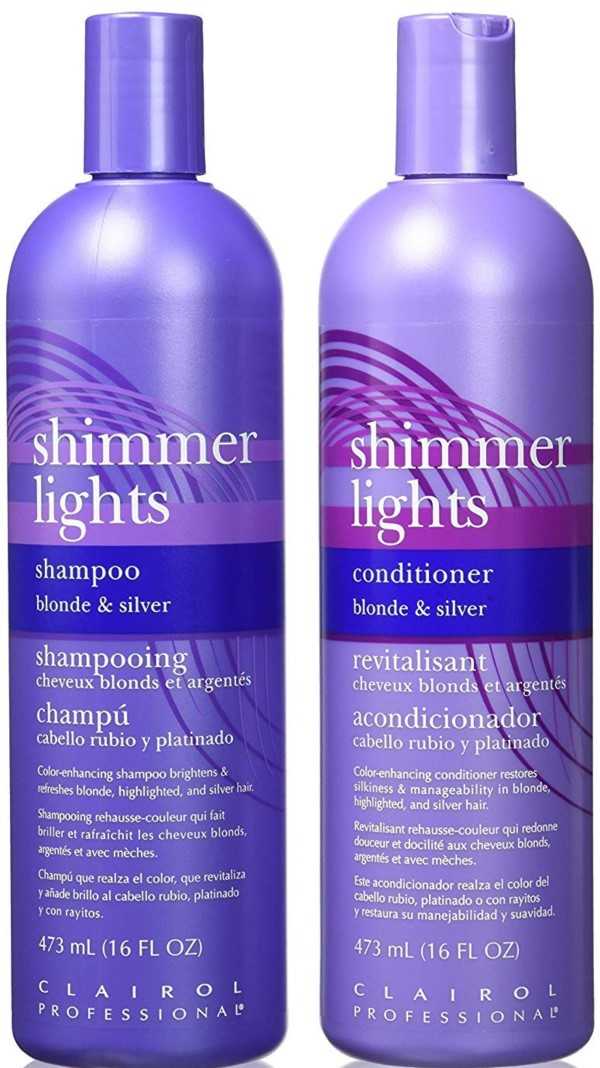 shimmer
lights
shampoo
blonde & silver
shampooing
cheveux blonds et argentés
champú
cabello rubio y platinado
Color-enhancing shampoo brightens &
refreshes blonde, highlighted, and silver hair.
Shampooing rehausse-couleur qui fait
briller et rafraîchit les cheveux blonds,
argentés et avec mèches.
Champú que realza el color, que revitaliza
y añade brillo al cabello rubio, platinado
y con rayitos.
473 mL (16 FL OZ)
CLAIROL
PROFESSIONAL®
shimmer
lights
conditioner
blonde & silver
revitalisant
cheveux blonds et argentés
acondicionador
cabello rubio y platinado
Color-enhancing conditioner restores
silkiness & manageability in blonde,
highlighted, and silver hair.
Revitalisant rehausse-couleur qui redonne
douceur et docilité aux cheveux blonds,
argentés et avec mèches.
Este acondicionador realza el color del
cabello rubio, platinado o con rayitos
y restaura su manejabilidad y suavidad.
473 mL (16 FL OZ)
CLAIROL
PROFESSIONAL®